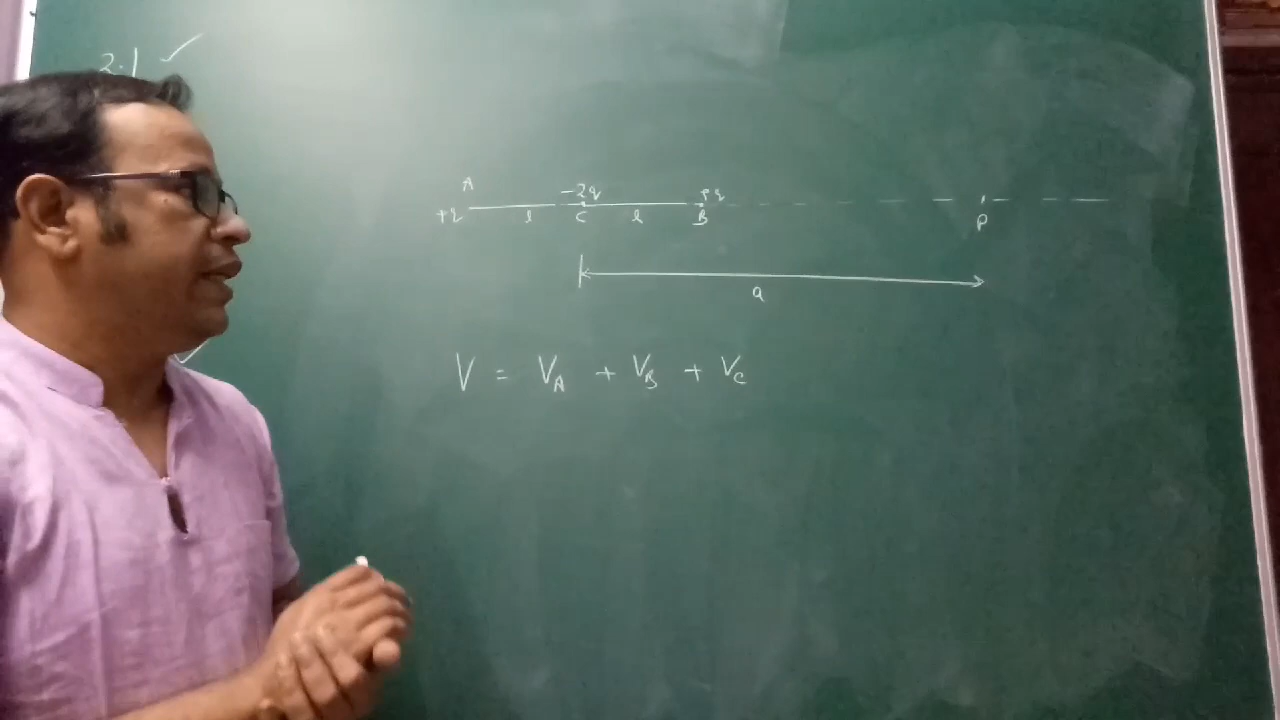 2.1 ✓
A -2q +q
+q l C l B P
a
V = V_A + V_B + V_C